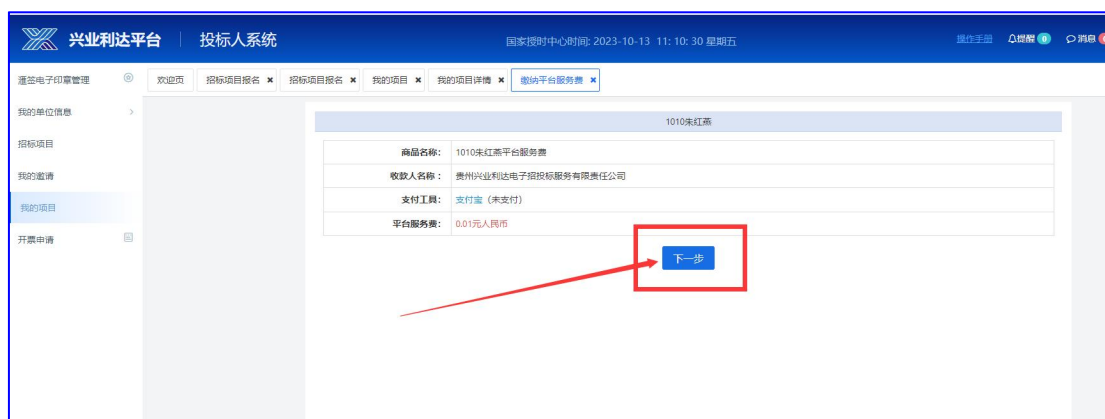 兴业利达平台 投标人系统 国家授时中心时间: 2023-10-13 11: 10: 30 星期五 操作手册 提醒 0 消息
滙签电子印章管理 欢迎页 招标项目报名 × 招标项目报名 × 我的项目 × 我的项目详情 × 缴纳平台服务费 ×
我的单位信息
1010朱红燕
招标项目
商品名称: 1010朱红燕平台服务费
我的邀请
收款人名称: 贵州兴业利达电子招投标服务有限责任公司
支付工具: 支付宝 (未支付)
我的项目
平台服务费: 0.01元人民币
开票申请
下一步